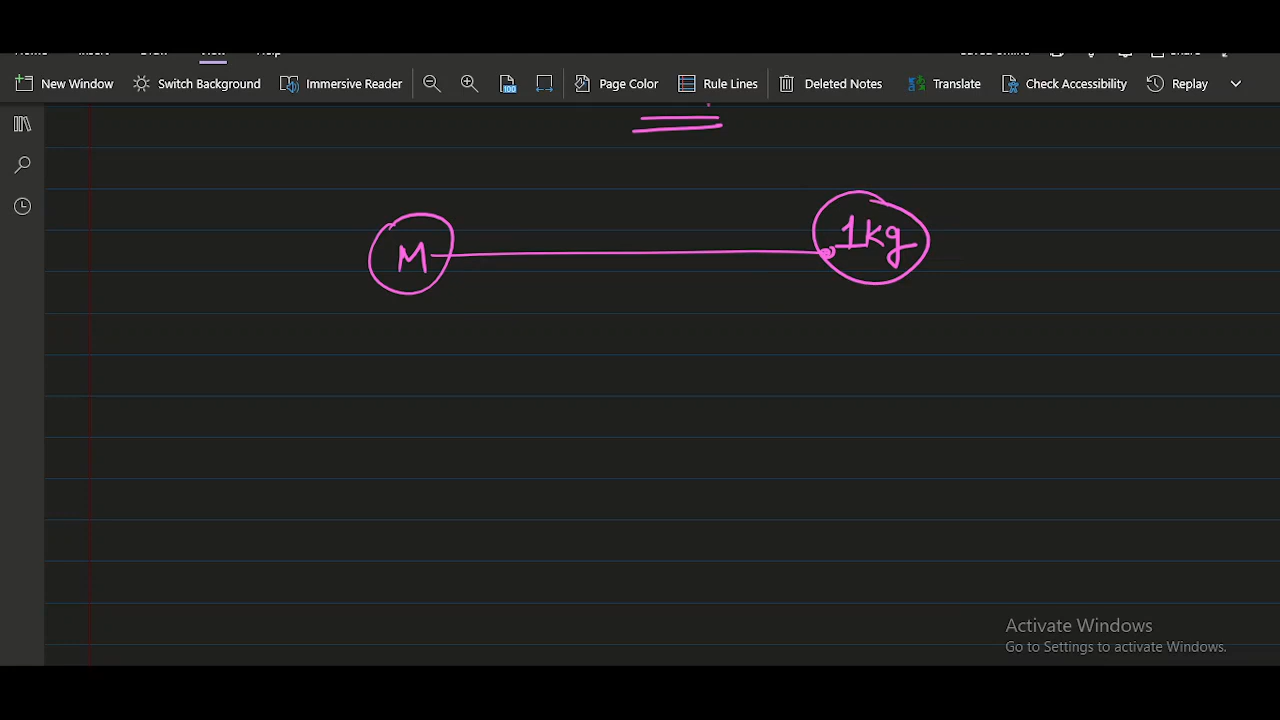 New Window Switch Background Immersive Reader 100 Page Color Rule Lines Deleted Notes Translate Check Accessibility Replay
M 1kg
Activate Windows
Go to Settings to activate Windows.